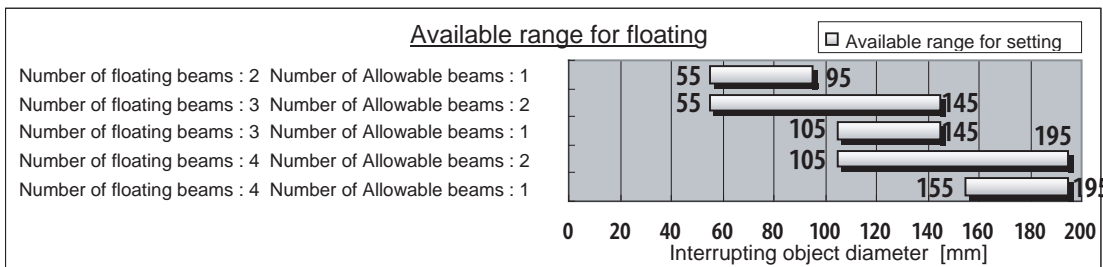 Available range for floating
Available range for setting
Number of floating beams : 2 Number of Allowable beams : 1
55 95
Number of floating beams : 3 Number of Allowable beams : 2
55 145
Number of floating beams : 3 Number of Allowable beams : 1
105 145
Number of floating beams : 4 Number of Allowable beams : 2
105 195
Number of floating beams : 4 Number of Allowable beams : 1
155 195
0 20 40 60 80 100 120 140 160 180 200
Interrupting object diameter [mm]